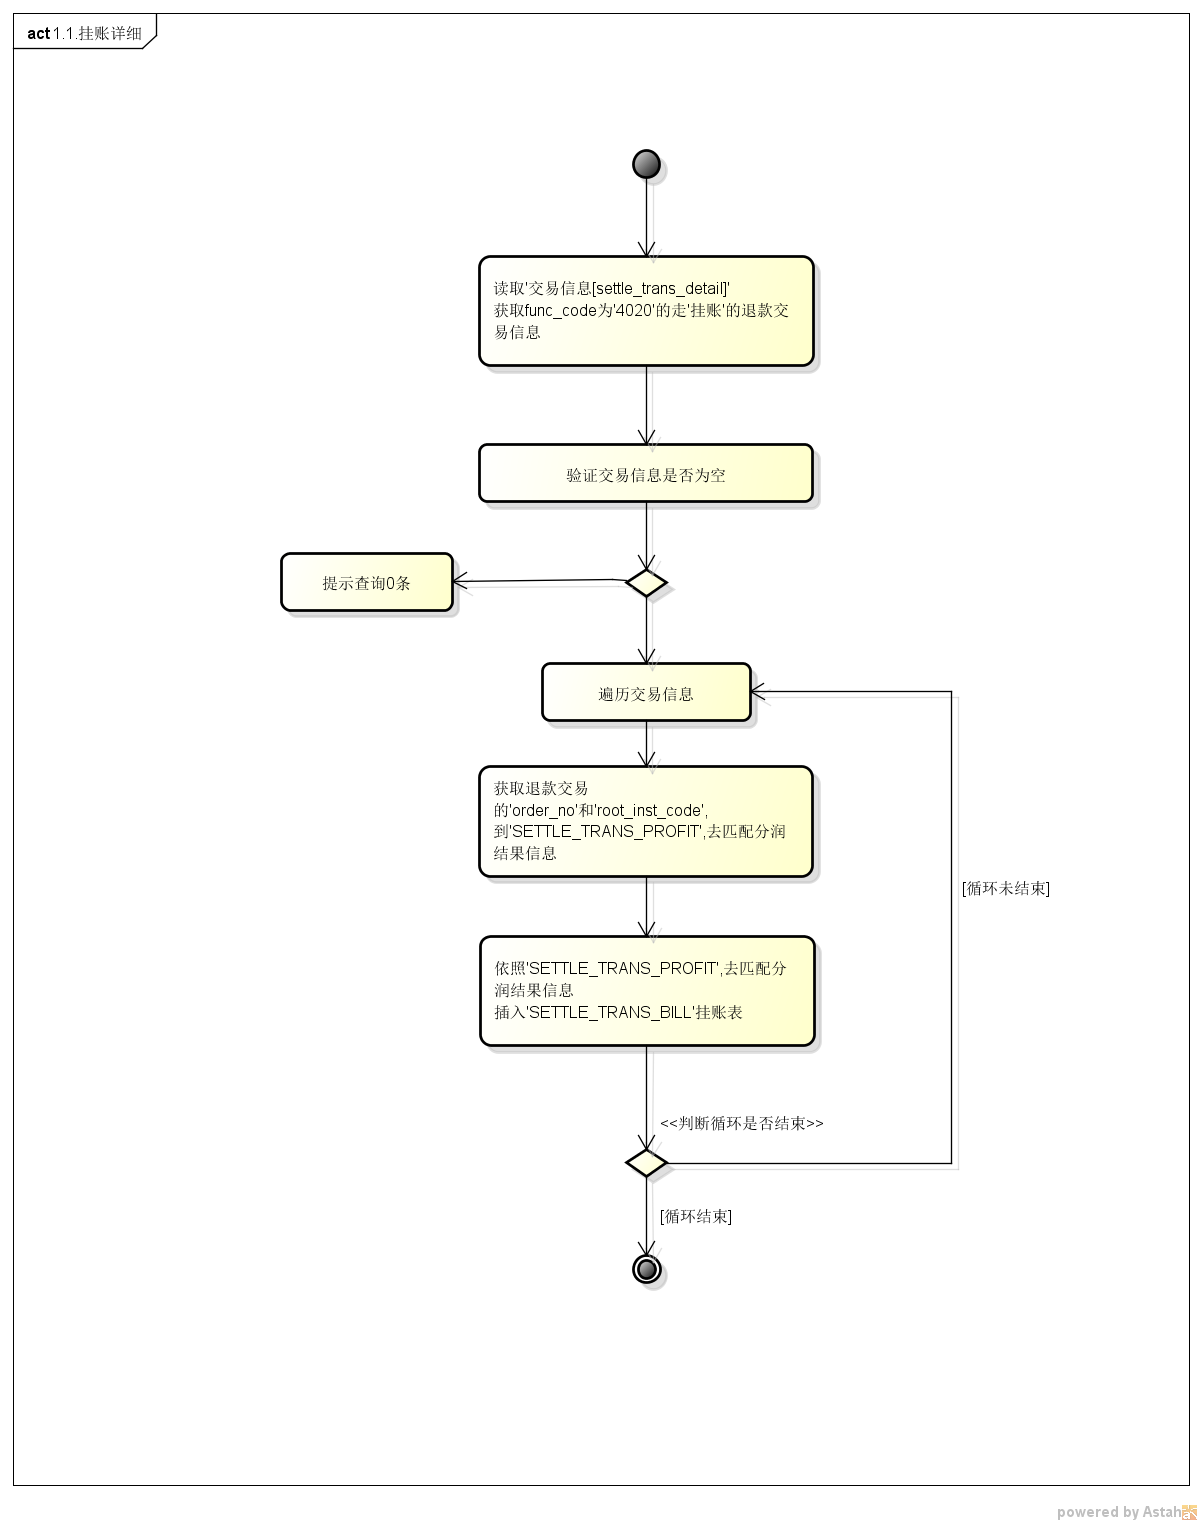 act 1.1.挂账详细
读取'交易信息[settle_trans_detail]'
获取func_code为'4020'的走'挂账'的退款交
易信息
验证交易信息是否为空
提示查询0条
遍历交易信息
获取退款交易
的'order_no'和'root_inst_code',
到'SETTLE_TRANS_PROFIT',去匹配分润
结果信息
[循环未结束]
依照'SETTLE_TRANS_PROFIT',去匹配分
润结果信息
插入'SETTLE_TRANS_BILL'挂账表
<<判断循环是否结束>>
[循环结束]
powered by Astah